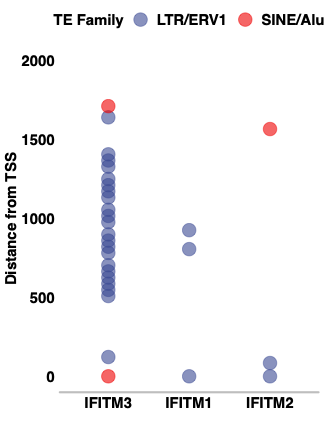 TE Family LTR/ERV1 SINE/Alu
2000
1500
1000
500
0
Distance from TSS
IFITM3 IFITM1 IFITM2